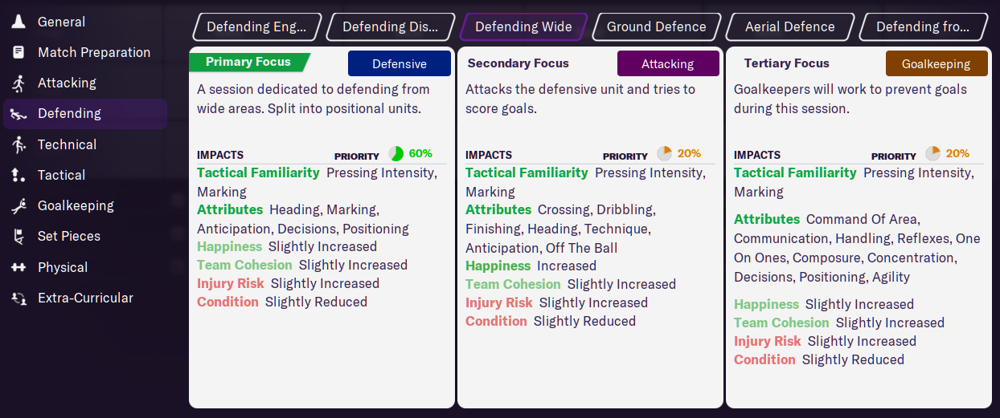 General
Match Preparation
Attacking
Defending
Technical
Tactical
Goalkeeping
Set Pieces
Physical
Extra-Curricular
Defending Eng...
Defending Dis...
Defending Wide
Ground Defence
Aerial Defence
Defending fro...
Primary Focus
Defensive
A session dedicated to defending from
wide areas. Split into positional units.
IMPACTS
PRIORITY 60%
Tactical Familiarity Pressing Intensity,
Marking
Attributes Heading, Marking,
Anticipation, Decisions, Positioning
Happiness Slightly Increased
Team Cohesion Slightly Increased
Injury Risk Slightly Increased
Condition Slightly Reduced
Secondary Focus
Attacking
Attacks the defensive unit and tries to
score goals.
IMPACTS
PRIORITY 20%
Tactical Familiarity Pressing Intensity,
Marking
Attributes Crossing, Dribbling,
Finishing, Heading, Technique,
Anticipation, Off The Ball
Happiness Increased
Team Cohesion Slightly Increased
Injury Risk Slightly Increased
Condition Slightly Reduced
Tertiary Focus
Goalkeeping
Goalkeepers will work to prevent goals
during this session.
IMPACTS
PRIORITY 20%
Tactical Familiarity Pressing Intensity,
Marking
Attributes Command Of Area,
Communication, Handling, Reflexes, One
On Ones, Composure, Concentration,
Decisions, Positioning, Agility
Happiness Slightly Increased
Team Cohesion Slightly Increased
Injury Risk Slightly Increased
Condition Slightly Reduced